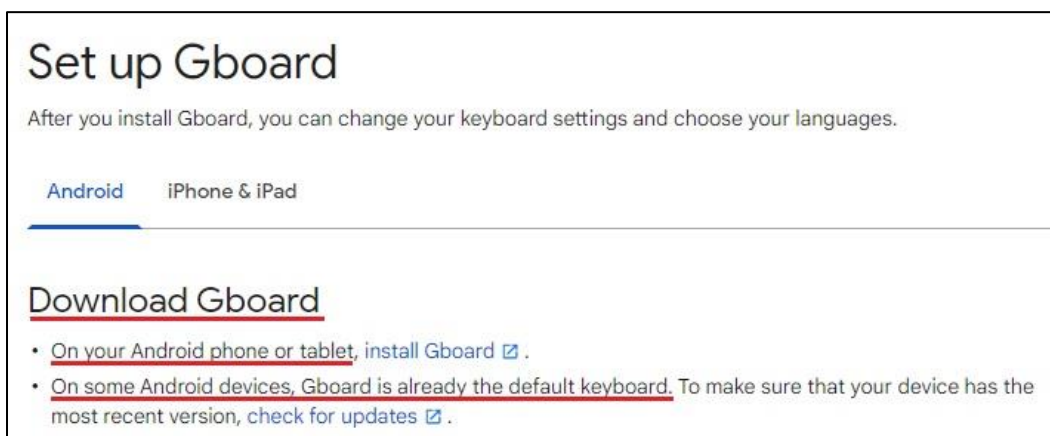 Set up Gboard
After you install Gboard, you can change your keyboard settings and choose your languages.
Android iPhone & iPad
Download Gboard
• On your Android phone or tablet, install Gboard .
• On some Android devices, Gboard is already the default keyboard. To make sure that your device has the
most recent version, check for updates .